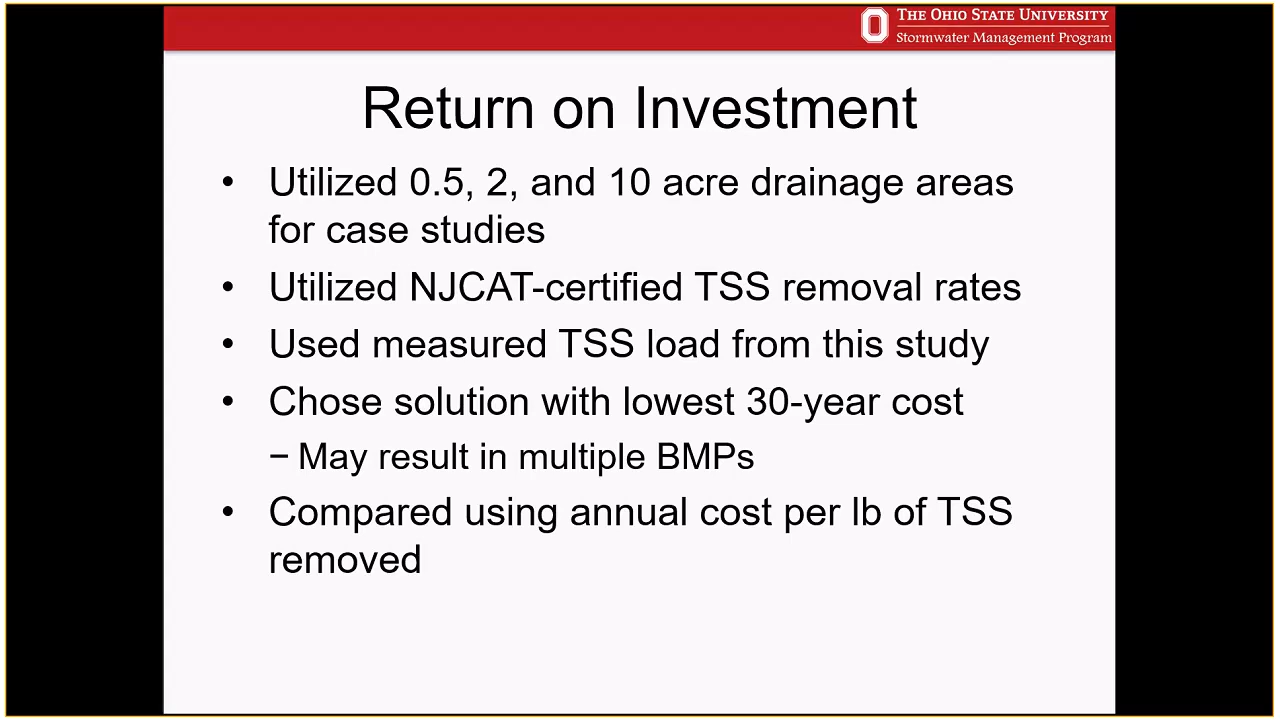 THE OHIO STATE UNIVERSITY
Stormwater Management Program
Return on Investment
• Utilized 0.5, 2, and 10 acre drainage areas
for case studies
• Utilized NJCAT-certified TSS removal rates
• Used measured TSS load from this study
• Chose solution with lowest 30-year cost
– May result in multiple BMPs
• Compared using annual cost per lb of TSS
removed